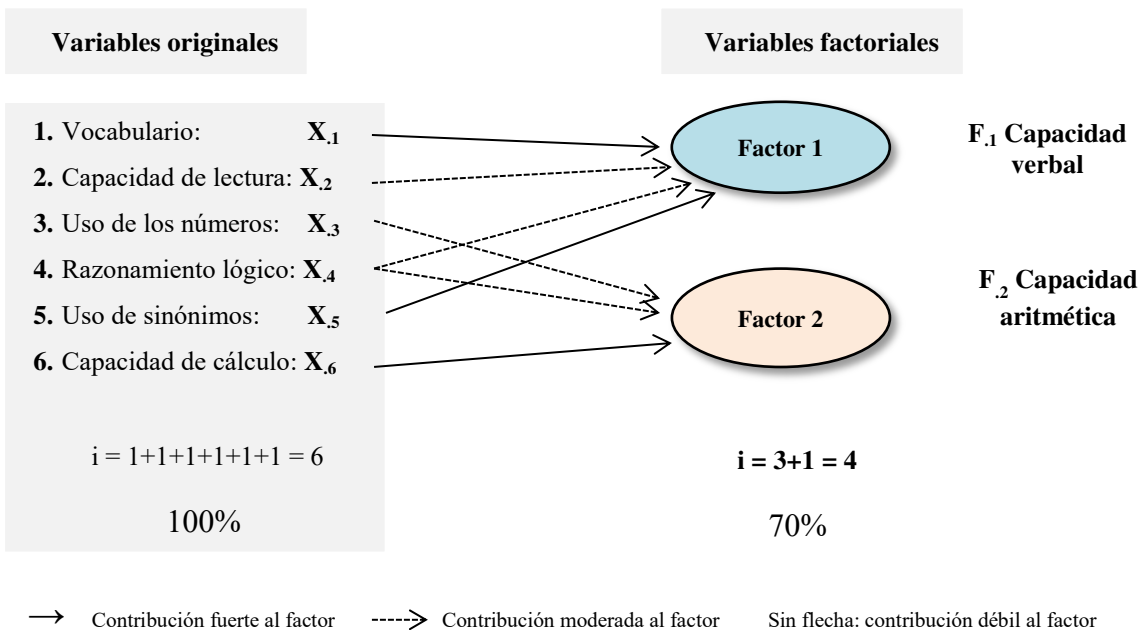 Variables originales
Variables factoriales
1. Vocabulario: X.1
2. Capacidad de lectura: X.2
3. Uso de los números: X.3
4. Razonamiento lógico: X.4
5. Uso de sinónimos: X.5
6. Capacidad de cálculo: X.6
i = 1+1+1+1+1+1 = 6
100%
Factor 1
F.1 Capacidad
verbal
Factor 2
F.2 Capacidad
aritmética
i = 3+1 = 4
70%
Contribución fuerte al factor
Contribución moderada al factor
Sin flecha: contribución débil al factor